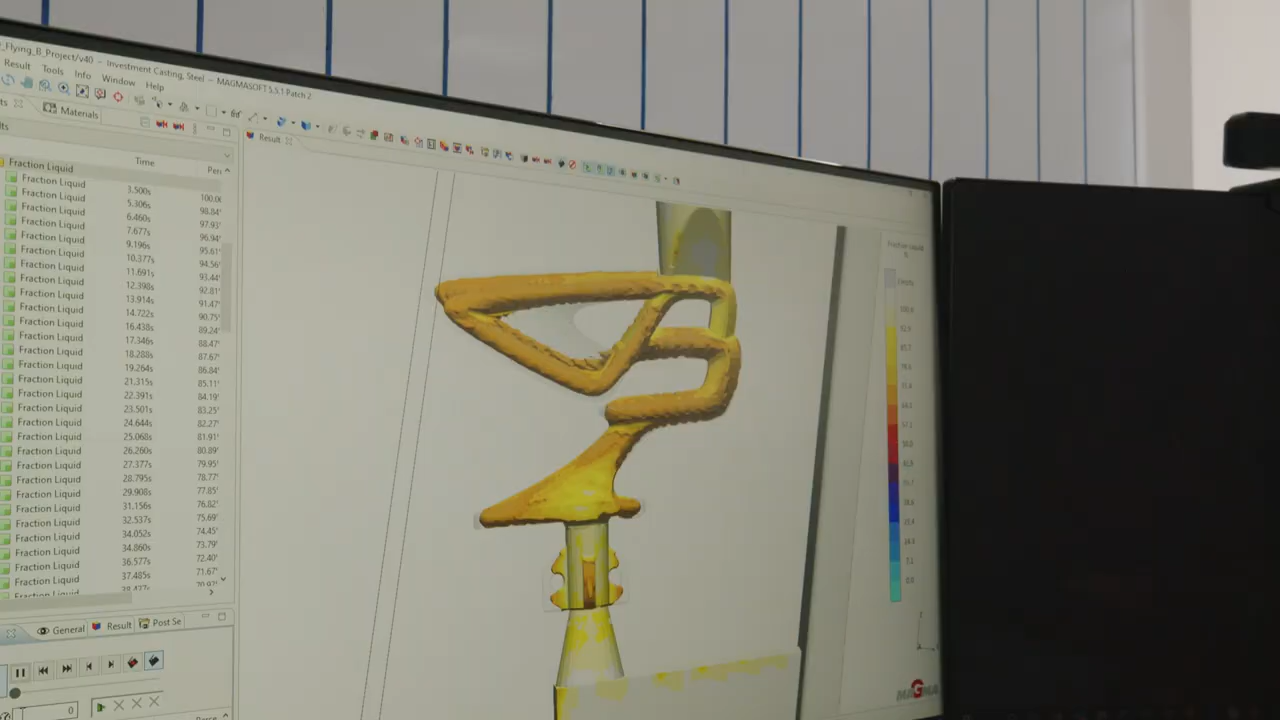 _Flying_B_Project/v40 - Investment Casting, Steel - MAGMASOFT 5.5.1 Patch 2
Result Tools Info Window Help
Materials
Result
Time
Fraction Liquid
Fraction Liquid 3.500s 100.0
Fraction Liquid 5.306s 98.84
Fraction Liquid 6.460s 97.93
Fraction Liquid 7.677s 96.94
Fraction Liquid 9.196s 95.61
Fraction Liquid 10.377s 94.56
Fraction Liquid 11.691s 93.44
Fraction Liquid 12.398s 92.81
Fraction Liquid 13.914s 91.47
Fraction Liquid 14.722s 90.75
Fraction Liquid 16.438s 89.24
Fraction Liquid 17.346s 88.47
Fraction Liquid 18.288s 87.67
Fraction Liquid 19.264s 86.84
Fraction Liquid 21.315s 85.11
Fraction Liquid 22.391s 84.19
Fraction Liquid 23.501s 83.25
Fraction Liquid 24.644s 82.27
Fraction Liquid 25.068s 81.91
Fraction Liquid 26.260s 80.89
Fraction Liquid 27.377s 79.95
Fraction Liquid 28.795s 78.77
Fraction Liquid 29.908s 77.85
Fraction Liquid 31.156s 76.82
Fraction Liquid 32.537s 75.69
Fraction Liquid 34.052s 74.45
Fraction Liquid 34.860s 73.79
Fraction Liquid 36.577s 72.40
Fraction Liquid 37.485s 71.67
Fraction Liquid
General Result Post Se
0
Fraction Liquid
%
Empty
MAGMA